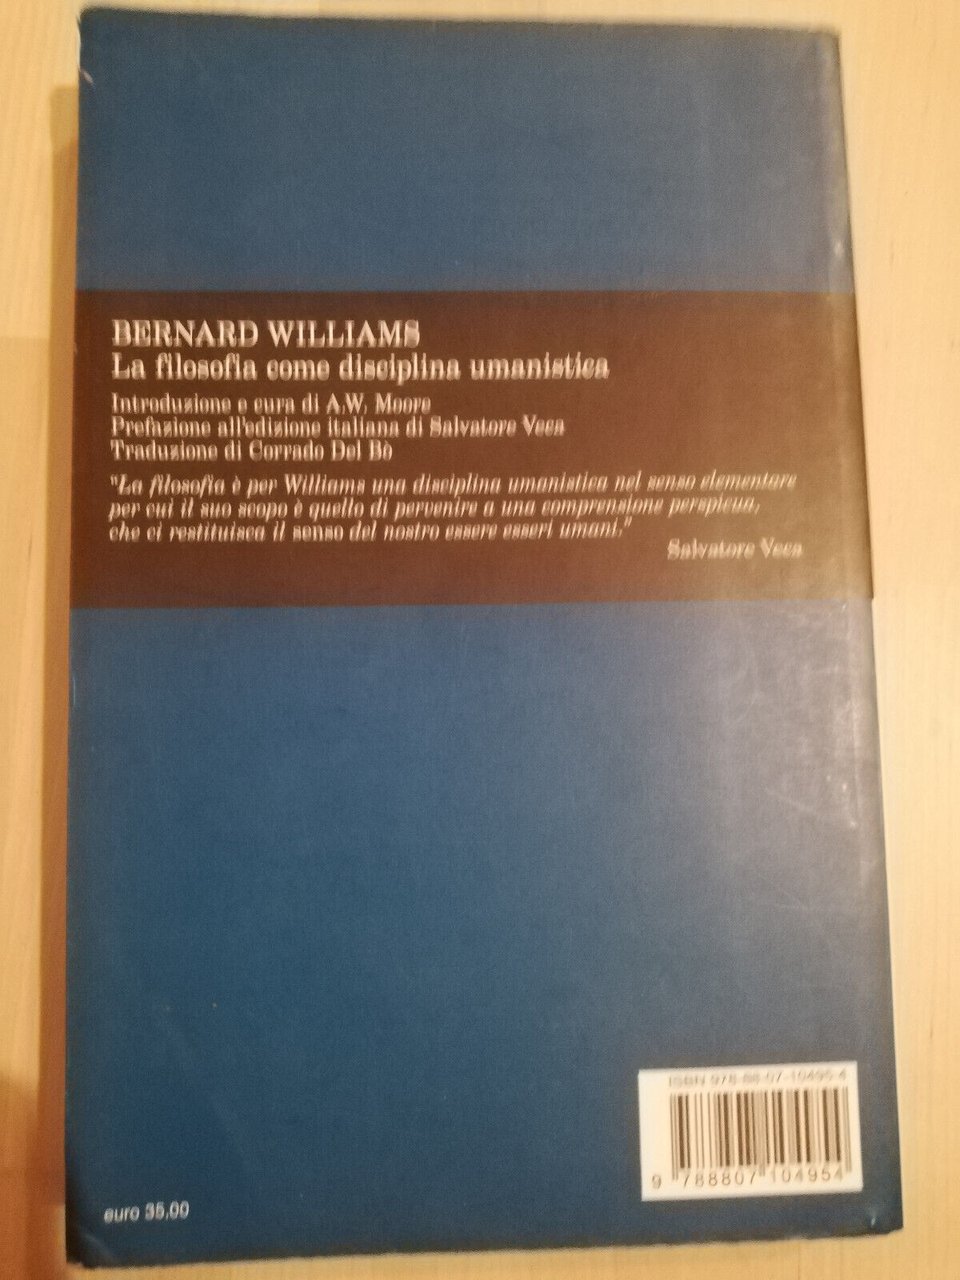 BERNARD WILLIAMS
La filosofia come disciplina umanistica
Introduzione e cura di A.W. Moore
Prefazione all'edizione italiana di Salvatore Veca
Traduzione di Corrado Del Bò
"La filosofia è per Williams una disciplina umanistica nel senso elementare
per cui il suo scopo è quello di pervenire a una comprensione perspicua,
che ci restituisca il senso del nostro essere esseri umani."
Salvatore Veca
ISBN 978-88-07-10495-4
9 788807 104954
euro 35,00